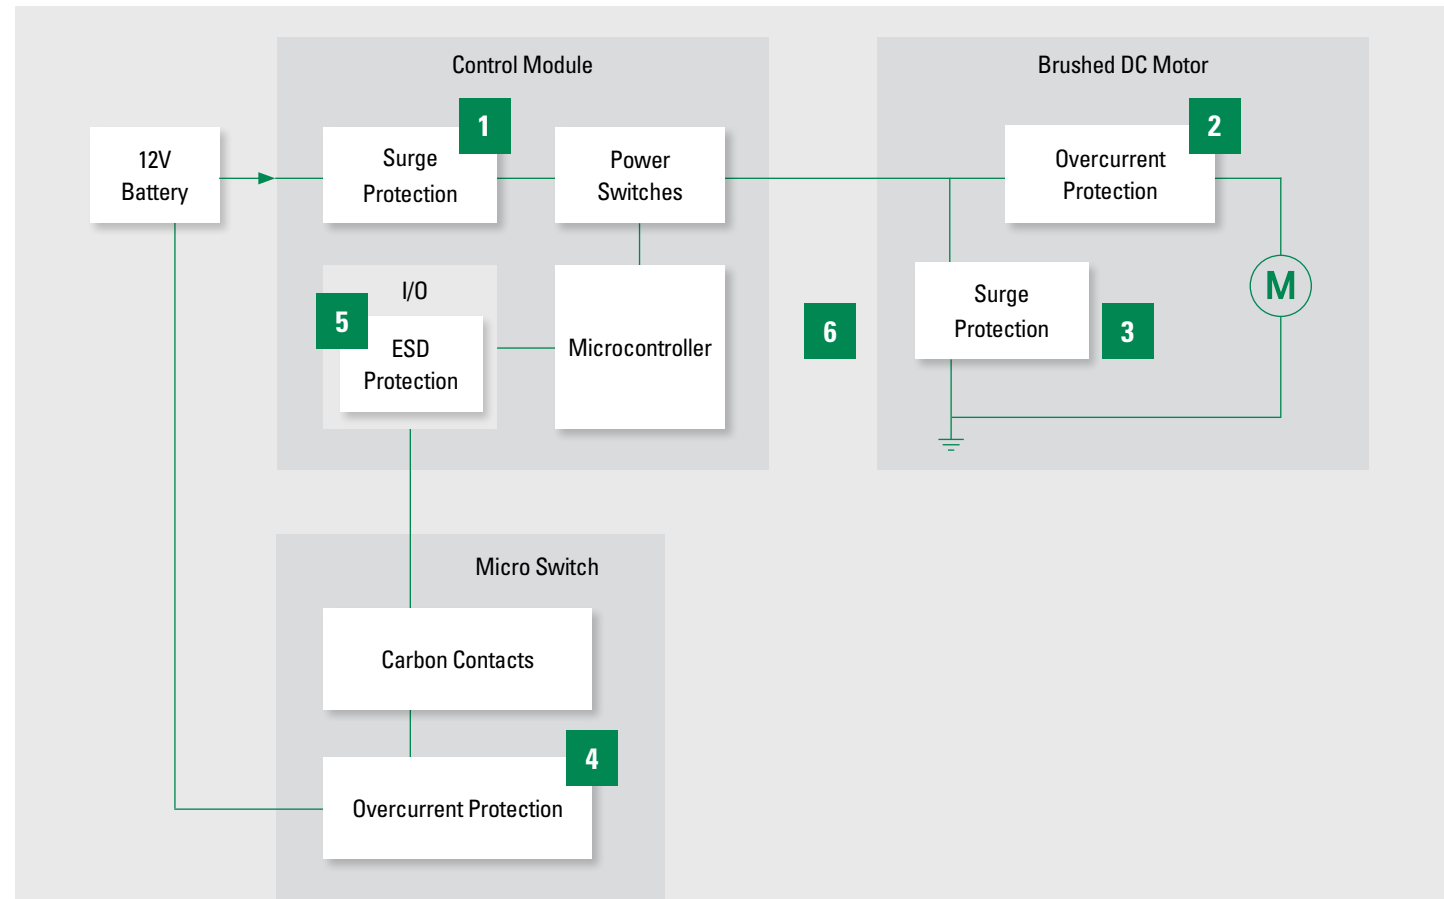 Control Module
Brushed DC Motor
1
2
12V
Battery
Surge
Protection
Power
Switches
Overcurrent
Protection
I/O
5
ESD
Protection
Microcontroller
6
Surge
Protection
3
M
Micro Switch
Carbon Contacts
4
Overcurrent Protection